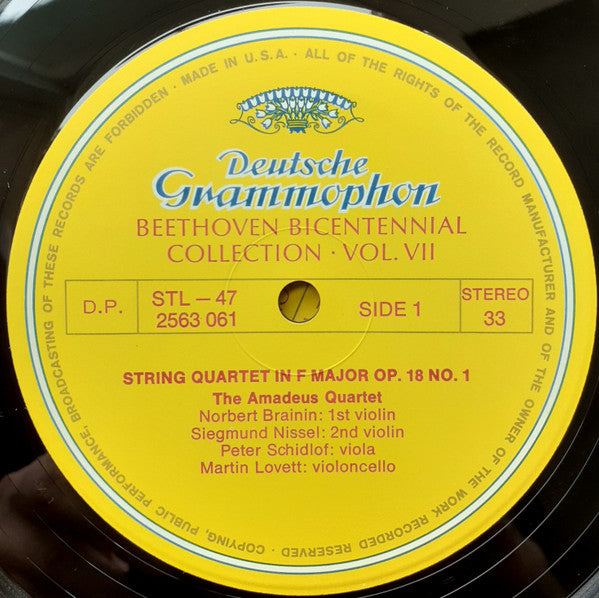 MADE IN U.S.A. · ALL OF THE RIGHTS OF THE RECORD MANUFACTURER AND OF THE OWNER OF THE WORK RECORDED RESERVED · COPYING, PUBLIC PERFORMANCE, BROADCASTING OF THESE RECORDS ARE FORBIDDEN ·
Deutsche
Grammophon
BEETHOVEN BICENTENNIAL
COLLECTION · VOL. VII
D.P.
STL – 47
2563 061
SIDE 1
STEREO
33
STRING QUARTET IN F MAJOR OP. 18 NO. 1
The Amadeus Quartet
Norbert Brainin: 1st violin
Siegmund Nissel: 2nd violin
Peter Schidlof: viola
Martin Lovett: violoncello